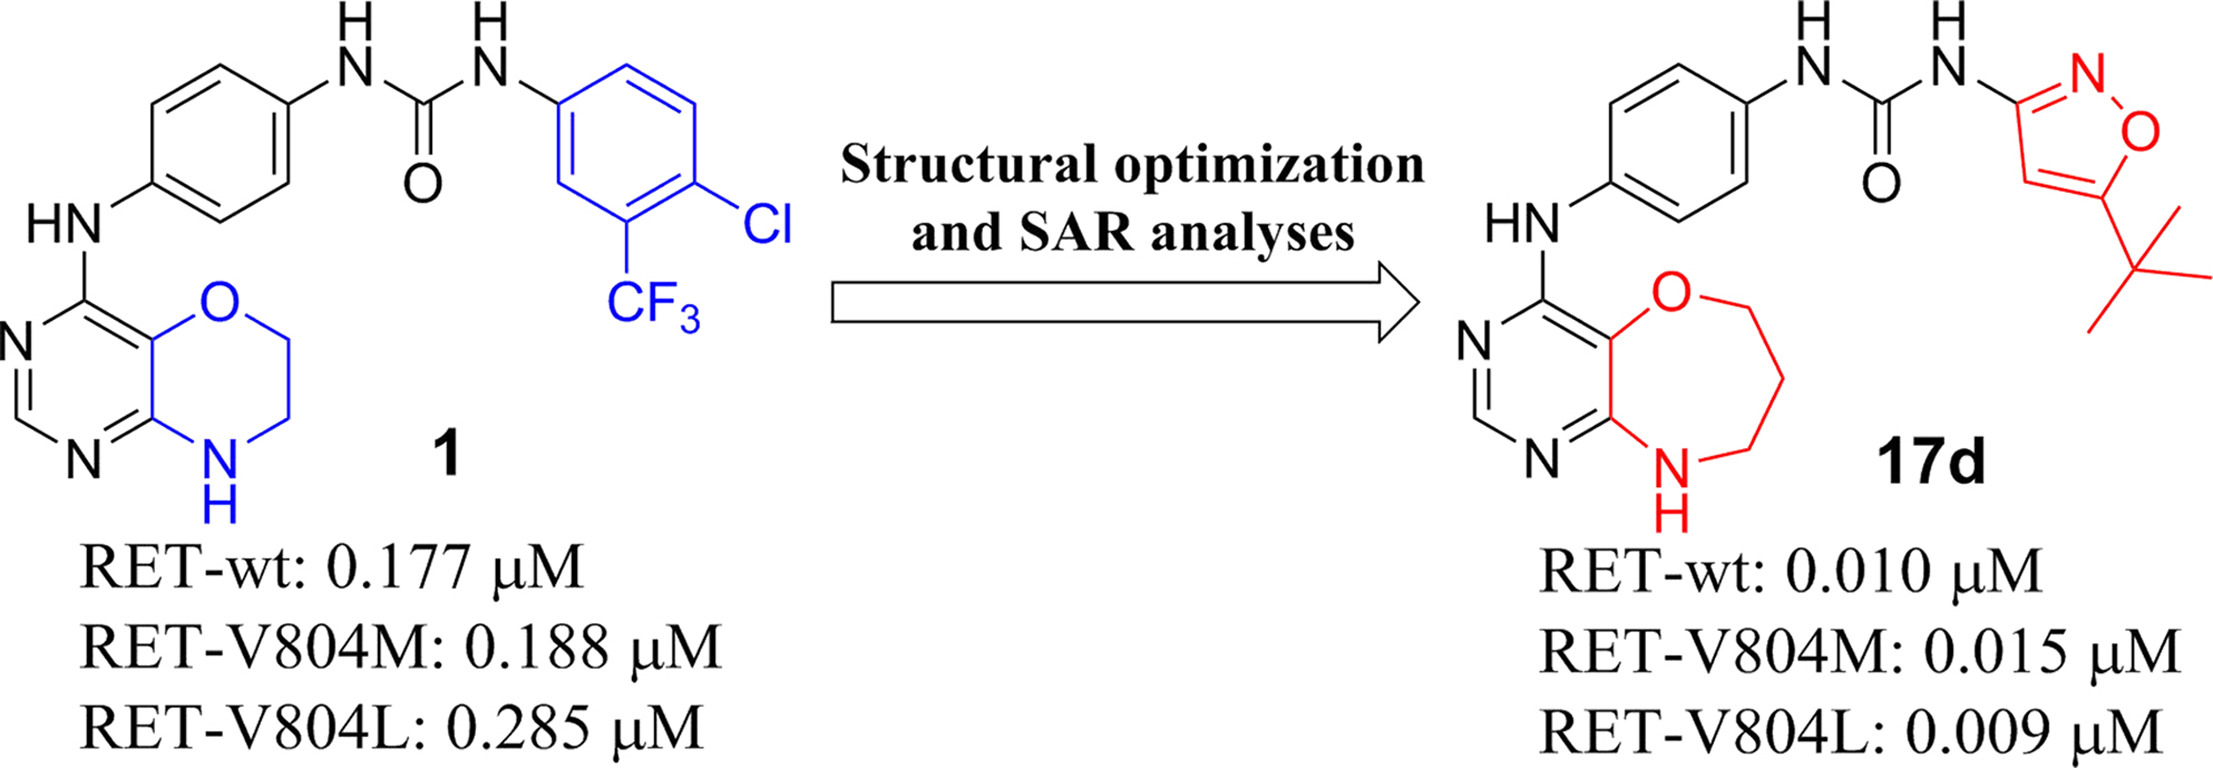 H H
N N
O
Cl
CF3
HN
O
N
N
N
H
1
RET-wt: 0.177 μM
RET-V804M: 0.188 μM
RET-V804L: 0.285 μM
Structural optimization
and SAR analyses
H H
N N
N
O
O
HN
O
N
N
N
H
17d
RET-wt: 0.010 μM
RET-V804M: 0.015 μM
RET-V804L: 0.009 μM